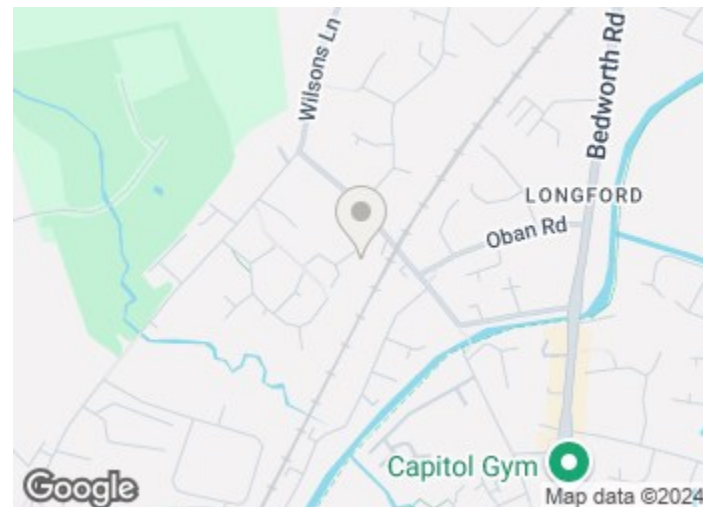 Wilsons Ln
Bedworth Rd
LONGFORD
Oban Rd
Capitol Gym
Google
Map data ©2024